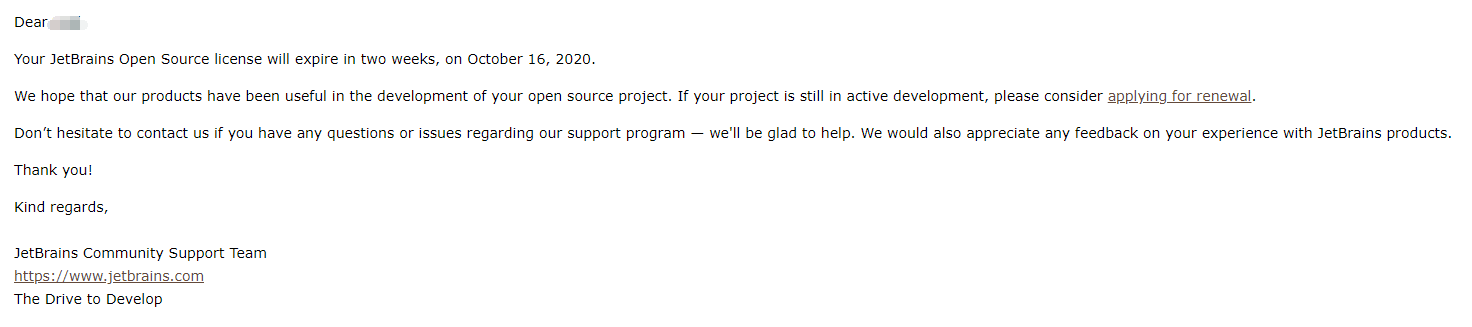 Dear
Your JetBrains Open Source license will expire in two weeks, on October 16, 2020.
We hope that our products have been useful in the development of your open source project. If your project is still in active development, please consider applying for renewal.
Don’t hesitate to contact us if you have any questions or issues regarding our support program — we'll be glad to help. We would also appreciate any feedback on your experience with JetBrains products.
Thank you!
Kind regards,
JetBrains Community Support Team
https://www.jetbrains.com
The Drive to Develop